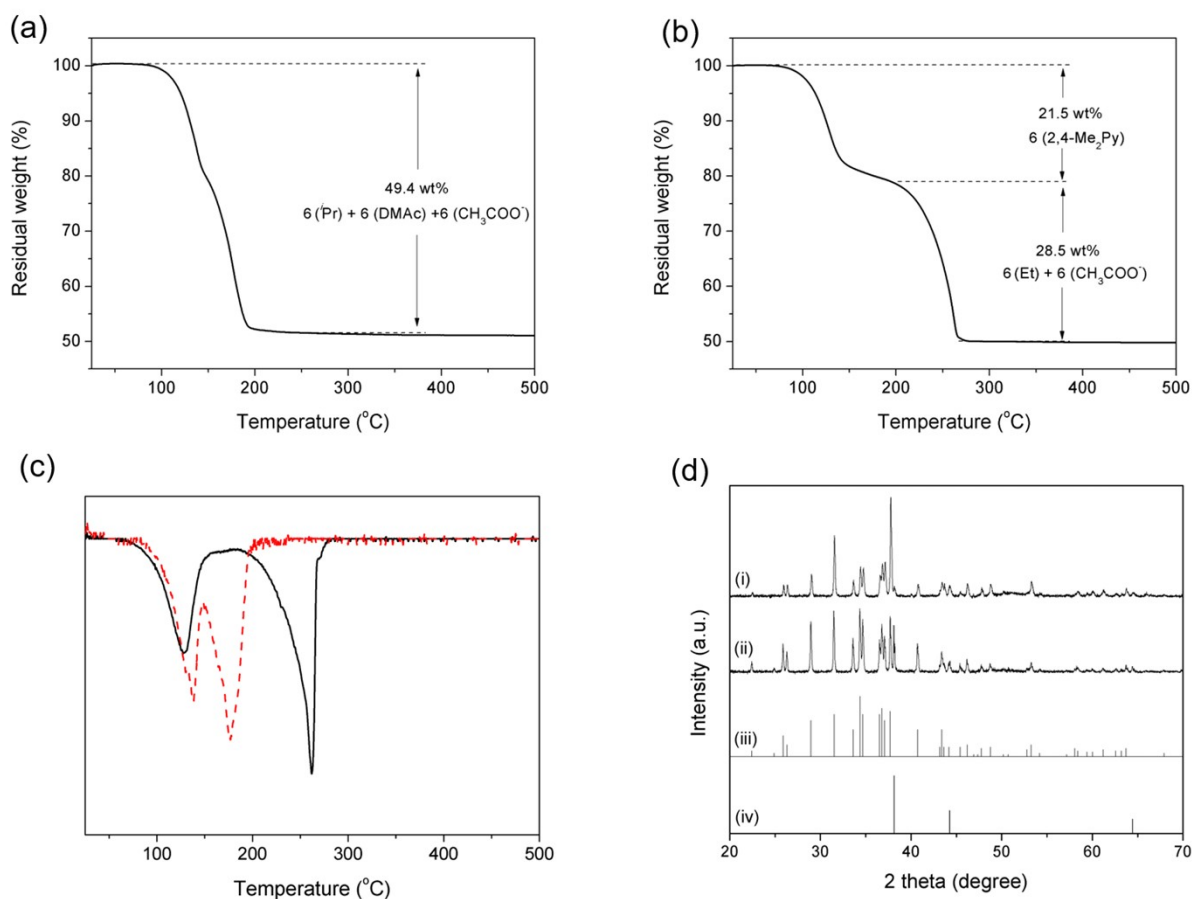 (a)
100
90
80
70
60
50
Residual weight (%)
49.4 wt%
6 (ⁱPr) + 6 (DMAc) +6 (CH₃COO⁻)
100 200 300 400 500
Temperature (°C)
(b)
100
90
80
70
60
50
Residual weight (%)
21.5 wt%
6 (2,4-Me₂Py)
28.5 wt%
6 (Et) + 6 (CH₃COO⁻)
100 200 300 400 500
Temperature (°C)
(c)
100 200 300 400 500
Temperature (°C)
(d)
Intensity (a.u.)
(i)
(ii)
(iii)
(iv)
20 30 40 50 60 70
2 theta (degree)